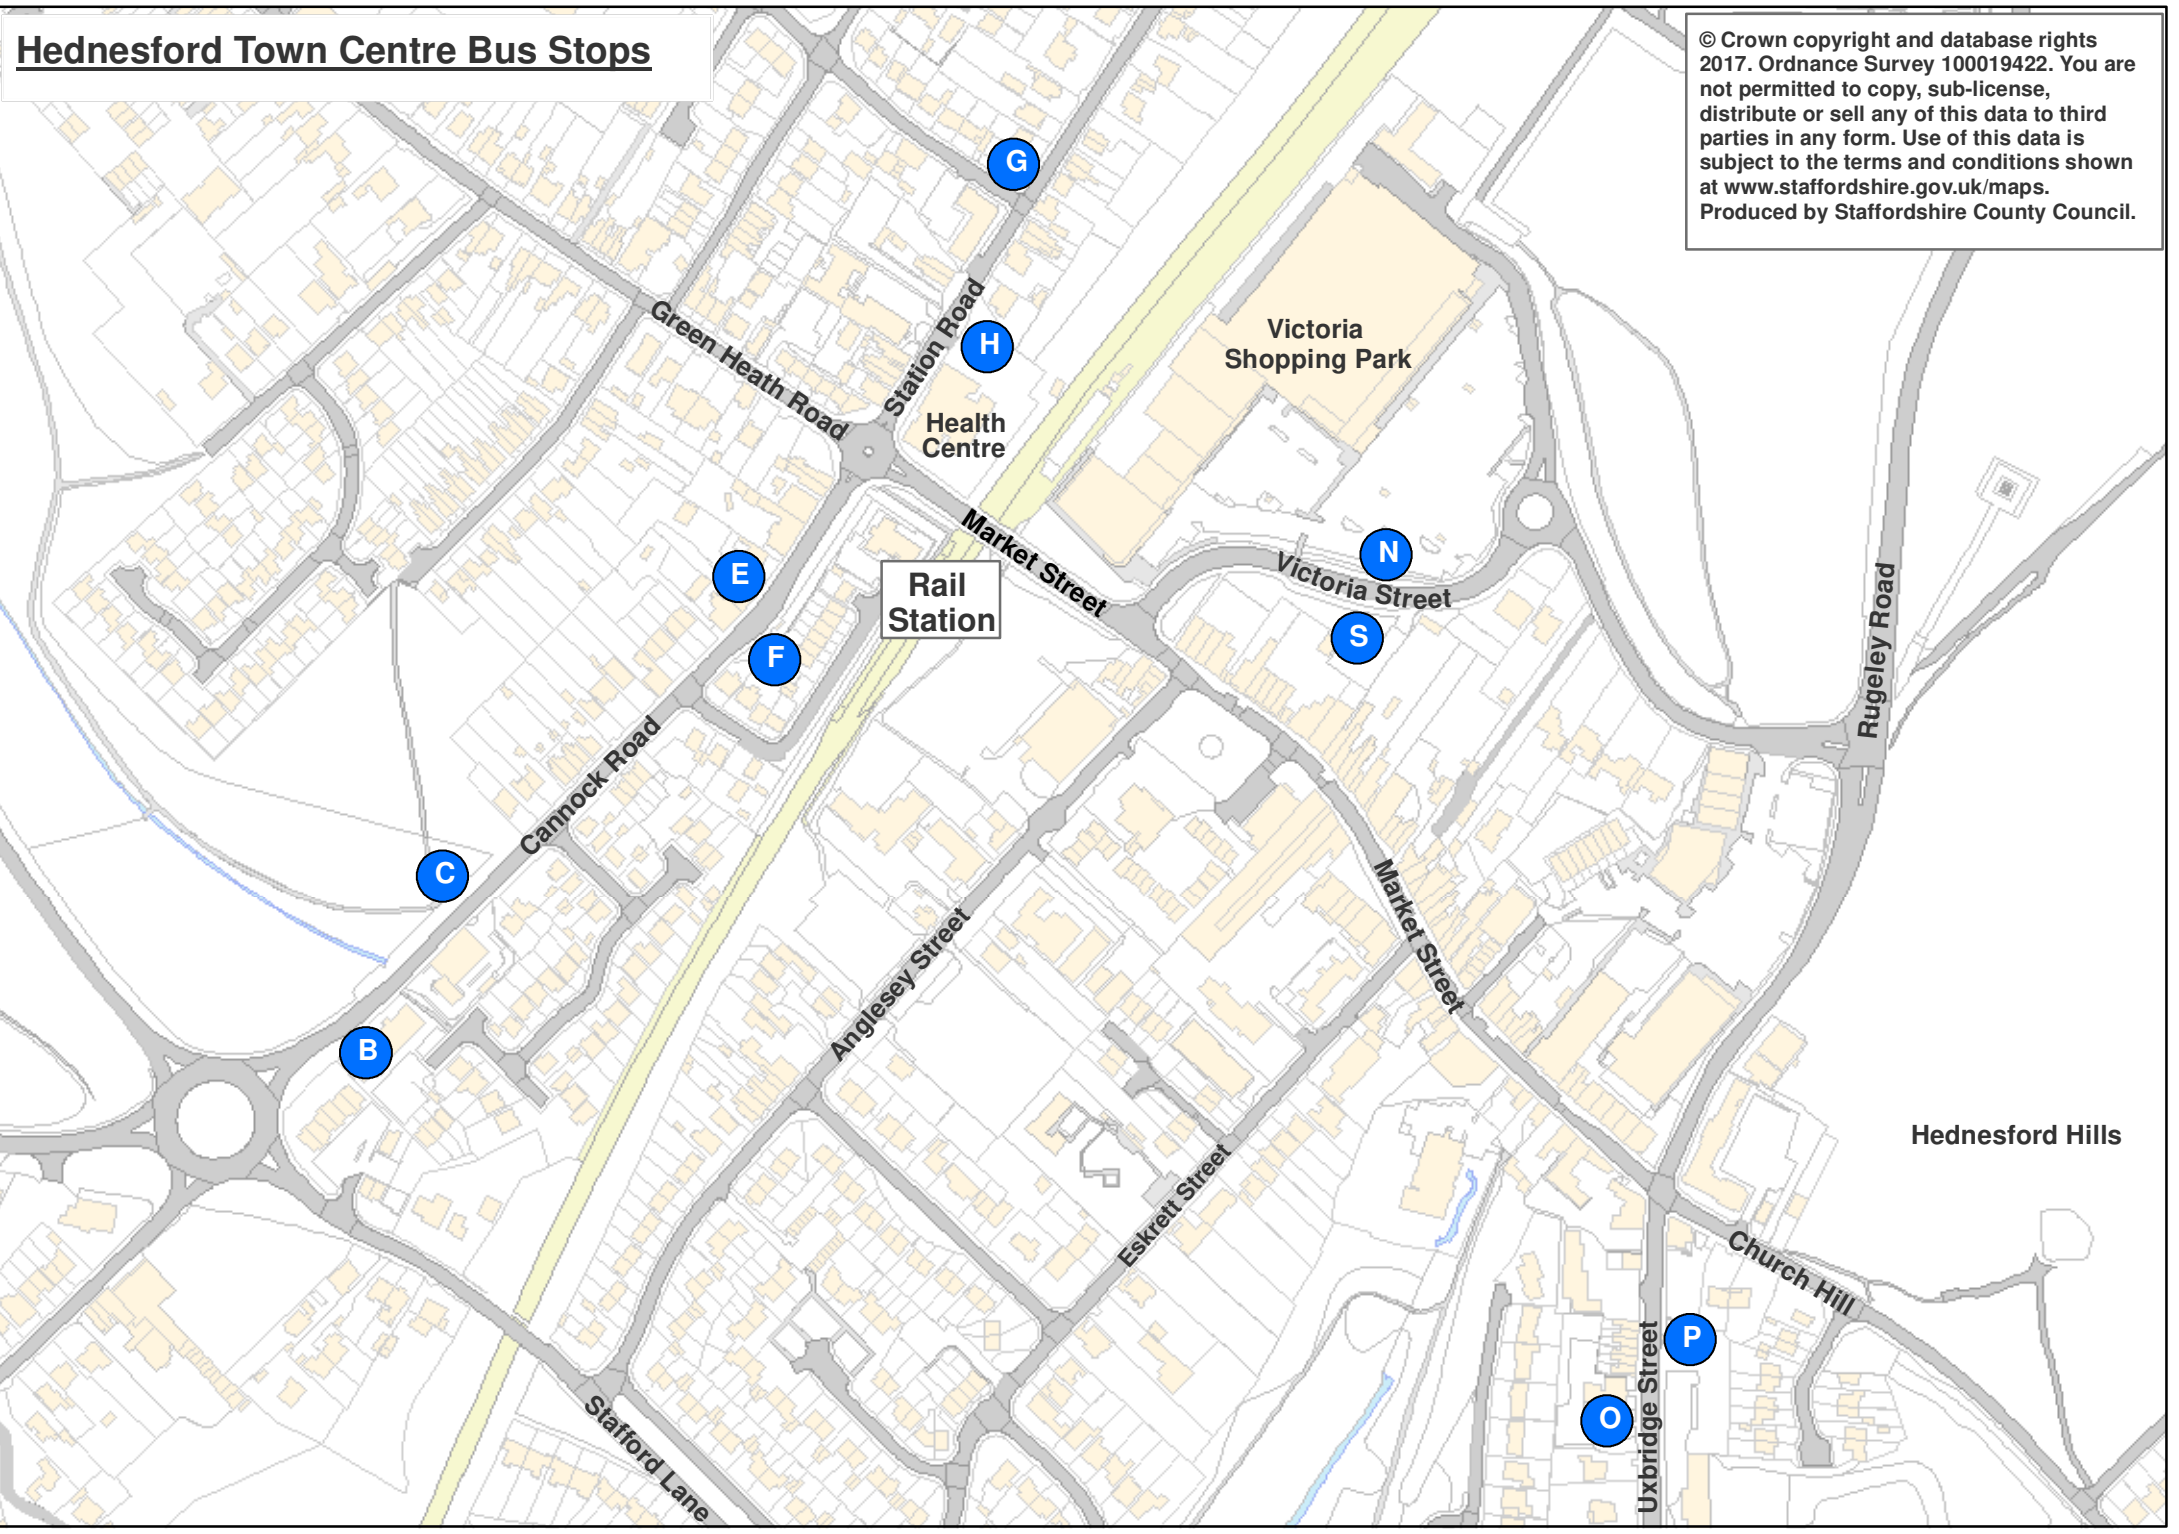 Hednesford Town Centre Bus Stops
© Crown copyright and database rights
2017. Ordnance Survey 100019422. You are
not permitted to copy, sub-license,
distribute or sell any of this data to third
parties in any form. Use of this data is
subject to the terms and conditions shown
at www.staffordshire.gov.uk/maps.
Produced by Staffordshire County Council.
G
Green Heath Road
Station Road
H
Victoria
Shopping Park
Health
Centre
Market Street
E
Rail
Station
N
Victoria Street
S
F
Rugeley Road
Cannock Road
C
Market Street
Anglesey Street
B
Hednesford Hills
Eskrett Street
Church Hill
P
O
Uxbridge Street
Stafford Lane